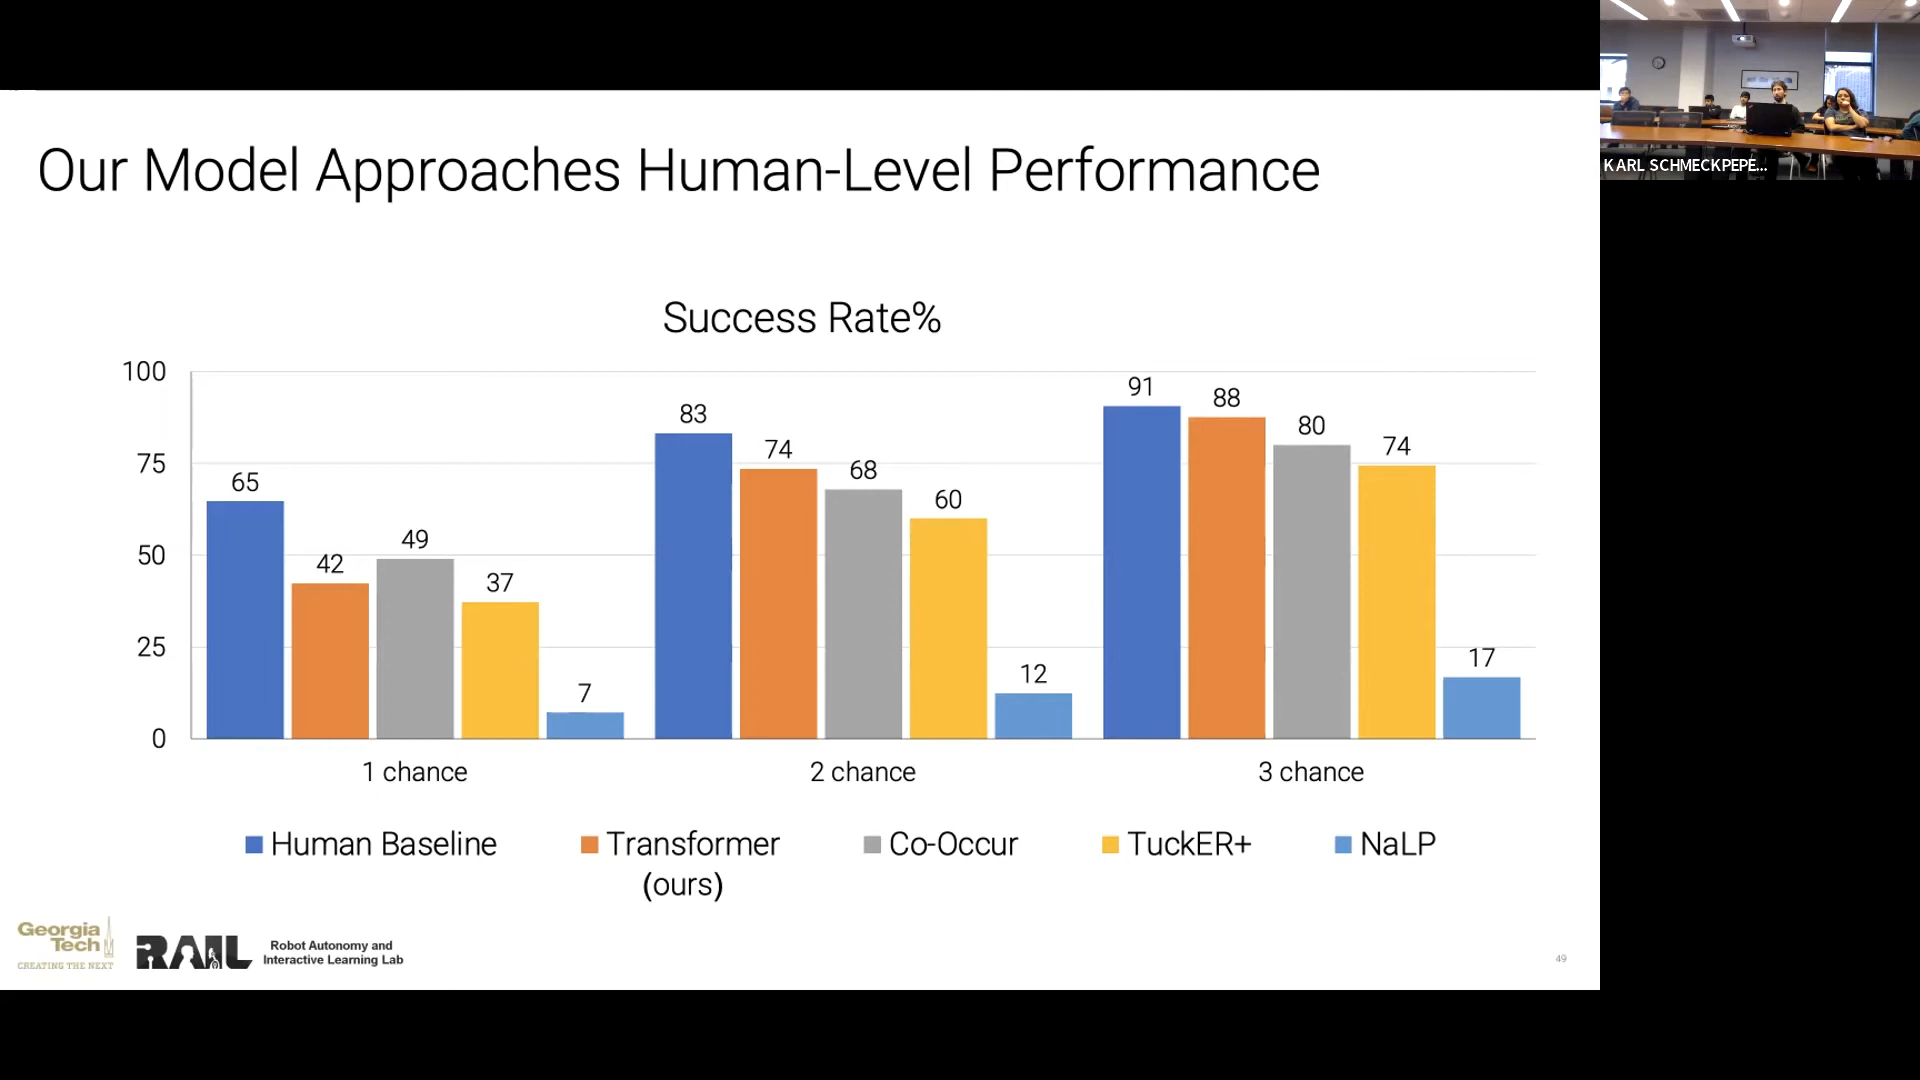 Our Model Approaches Human-Level Performance
KARL SCHMECKPEPE...
Success Rate%
100
75
50
25
0
65
42
49
37
7
83
74
68
60
12
91
88
80
74
17
1 chance
2 chance
3 chance
Human Baseline
Transformer
(ours)
Co-Occur
TuckER+
NaLP
Georgia
Tech
CREATING THE NEXT
RAIL
Robot Autonomy and
Interactive Learning Lab
49